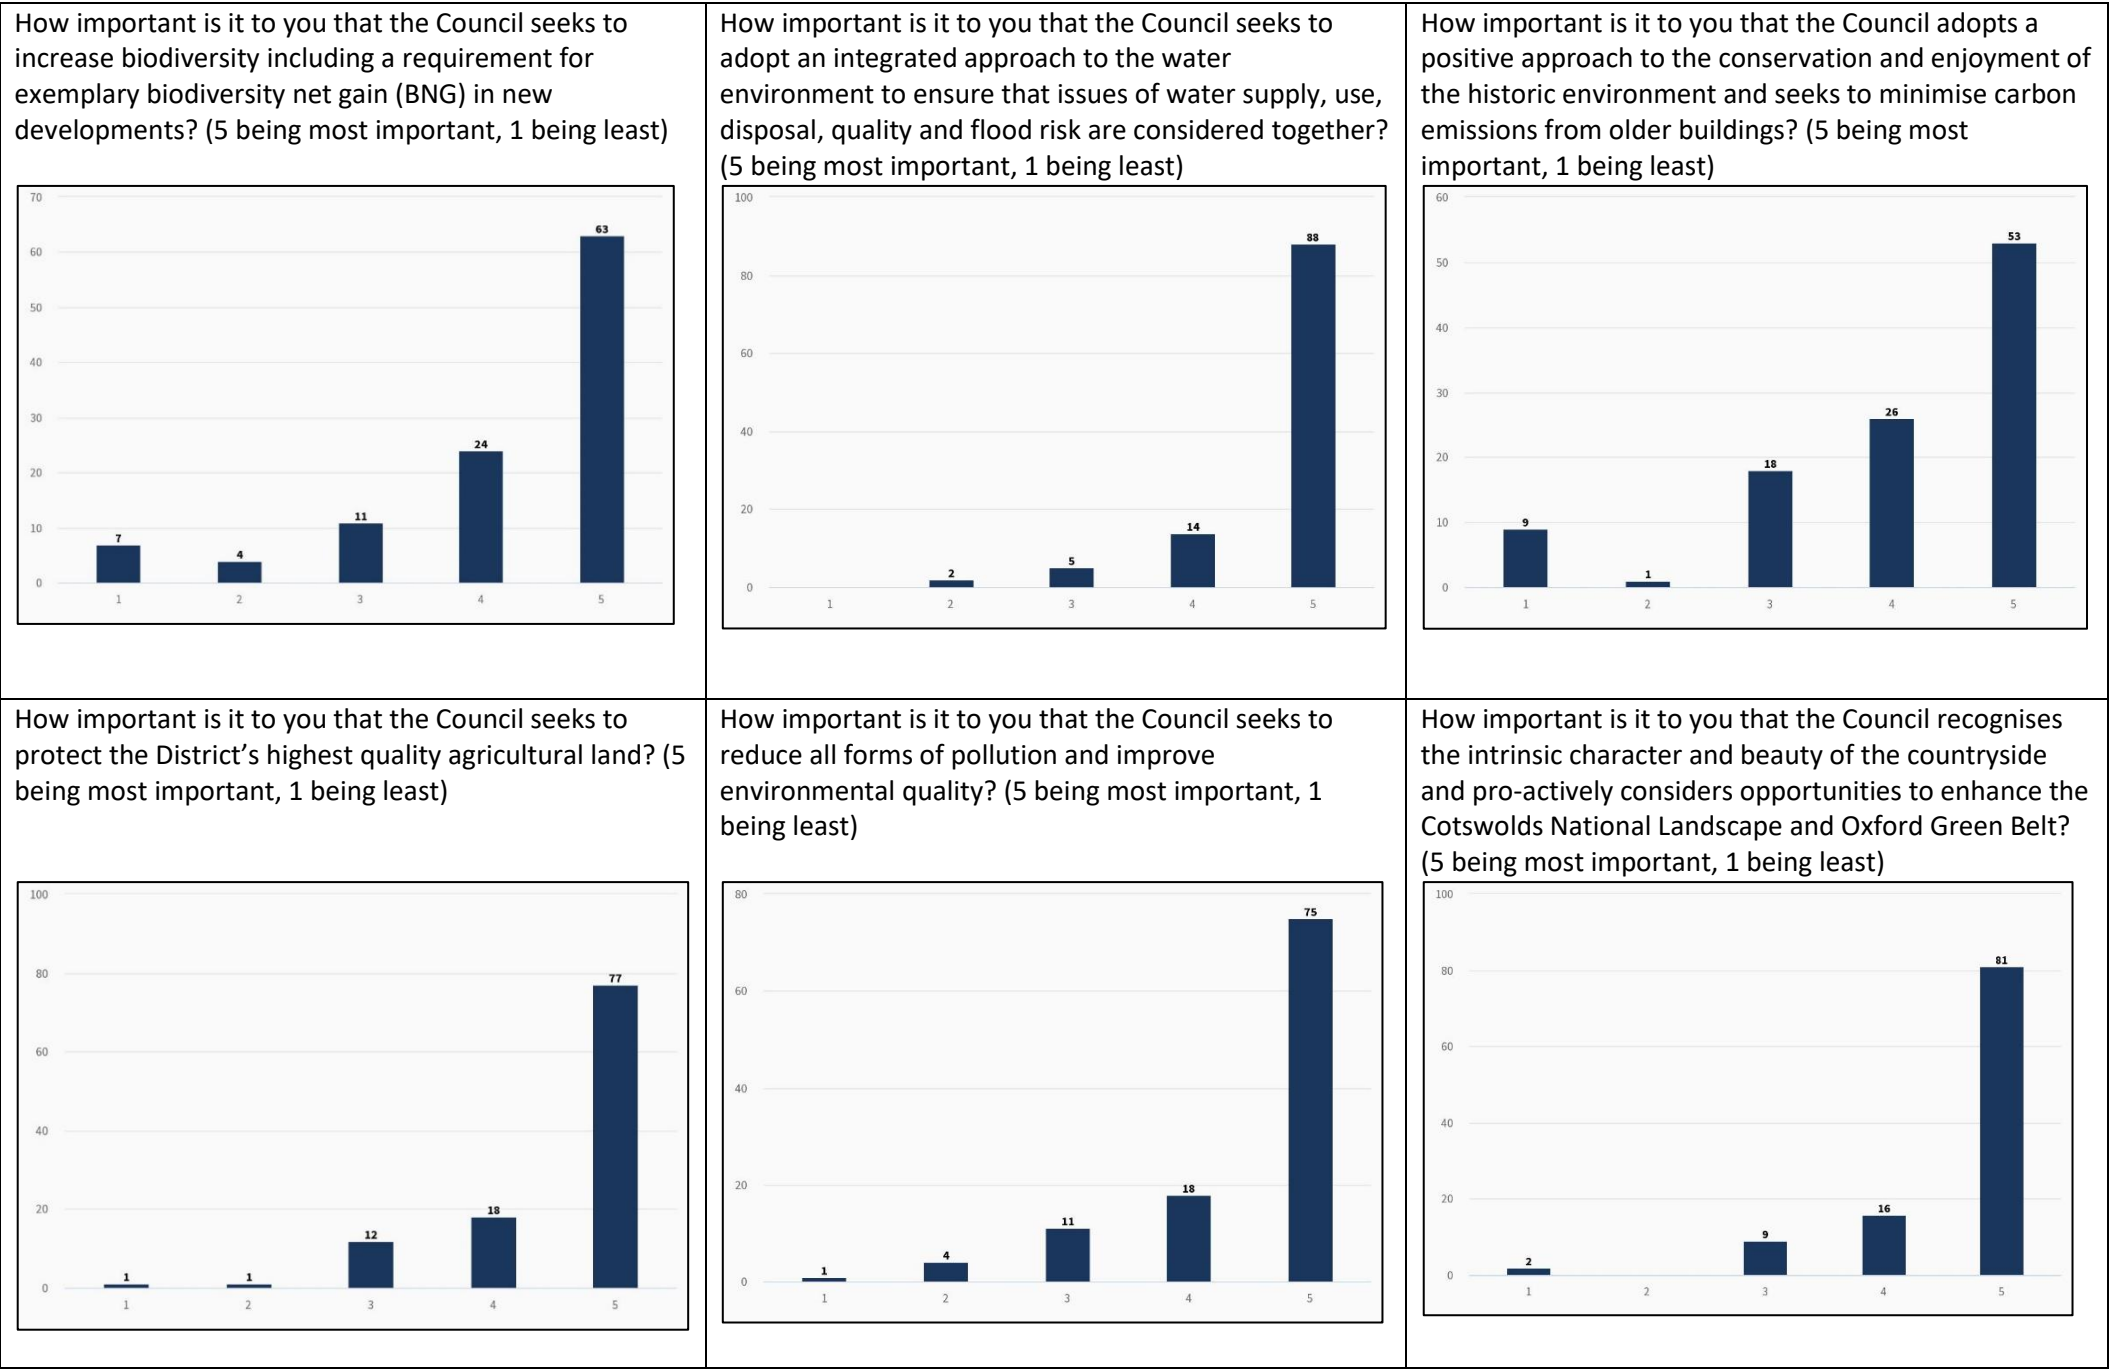 How important is it to you that the Council seeks to
increase biodiversity including a requirement for
exemplary biodiversity net gain (BNG) in new
developments? (5 being most important, 1 being least)
70
60
50
40
30
20
10
0
7
4
11
24
63
1 2 3 4 5
How important is it to you that the Council seeks to
adopt an integrated approach to the water
environment to ensure that issues of water supply, use,
disposal, quality and flood risk are considered together?
(5 being most important, 1 being least)
100
80
60
40
20
0
2
5
14
88
1 2 3 4 5
How important is it to you that the Council adopts a
positive approach to the conservation and enjoyment of
the historic environment and seeks to minimise carbon
emissions from older buildings? (5 being most
important, 1 being least)
60
50
40
30
20
10
0
9
1
18
26
53
1 2 3 4 5
How important is it to you that the Council seeks to
protect the District’s highest quality agricultural land? (5
being most important, 1 being least)
100
80
60
40
20
0
1
1
12
18
77
1 2 3 4 5
How important is it to you that the Council seeks to
reduce all forms of pollution and improve
environmental quality? (5 being most important, 1
being least)
80
60
40
20
0
1
4
11
18
75
1 2 3 4 5
How important is it to you that the Council recognises
the intrinsic character and beauty of the countryside
and pro-actively considers opportunities to enhance the
Cotswolds National Landscape and Oxford Green Belt?
(5 being most important, 1 being least)
100
80
60
40
20
0
2
9
16
81
1 2 3 4 5